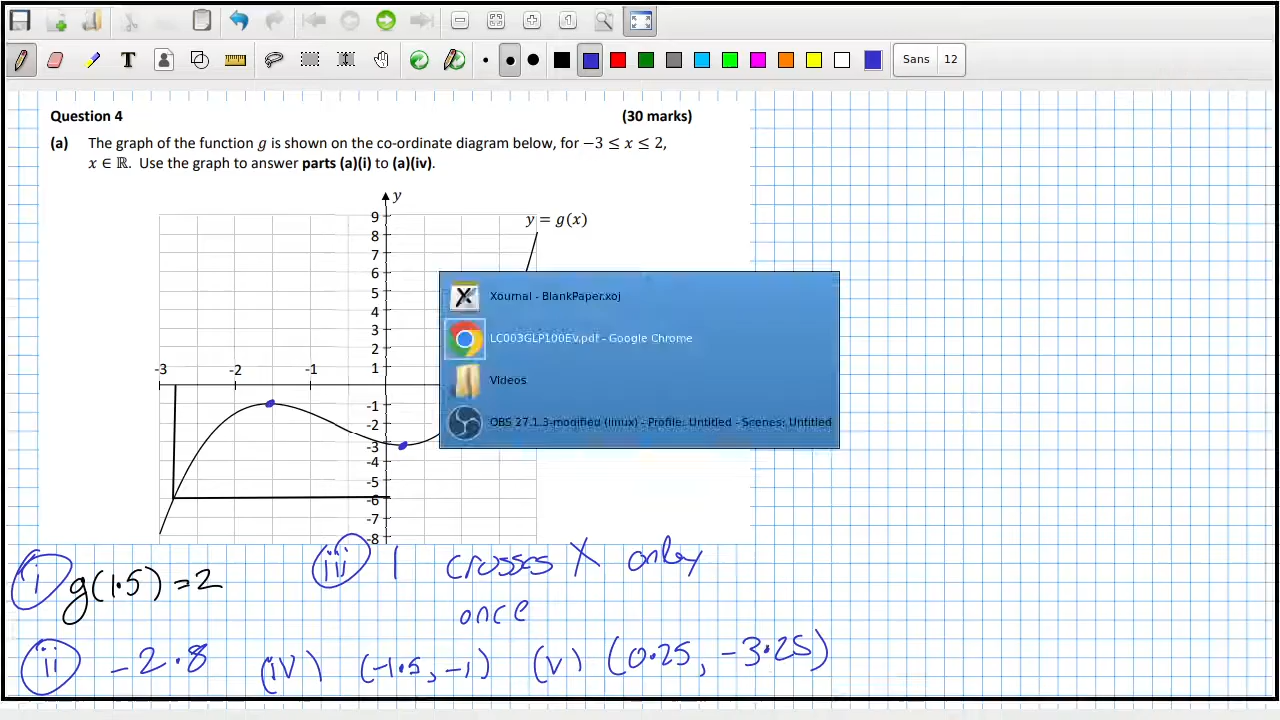 Sans 12
Question 4 (30 marks)
(a) The graph of the function g is shown on the co-ordinate diagram below, for −3 ≤ x ≤ 2,
x ∈ ℝ. Use the graph to answer parts (a)(i) to (a)(iv).
y
y = g(x)
9
8
7
6
5
4
3
2
1
-3 -2 -1
-1
-2
-3
-4
-5
-6
-7
-8
Xournal - BlankPaper.xoj
LC003GLP100EV.pdf - Google Chrome
Videos
OBS 27.1.3-modified (linux) - Profile: Untitled - Scenes: Untitled
i g(1.5) = 2
iii 1 crosses X only
once
ii -2.8 (iv) (-1.5, -1) (v) (0.25, -3.25)